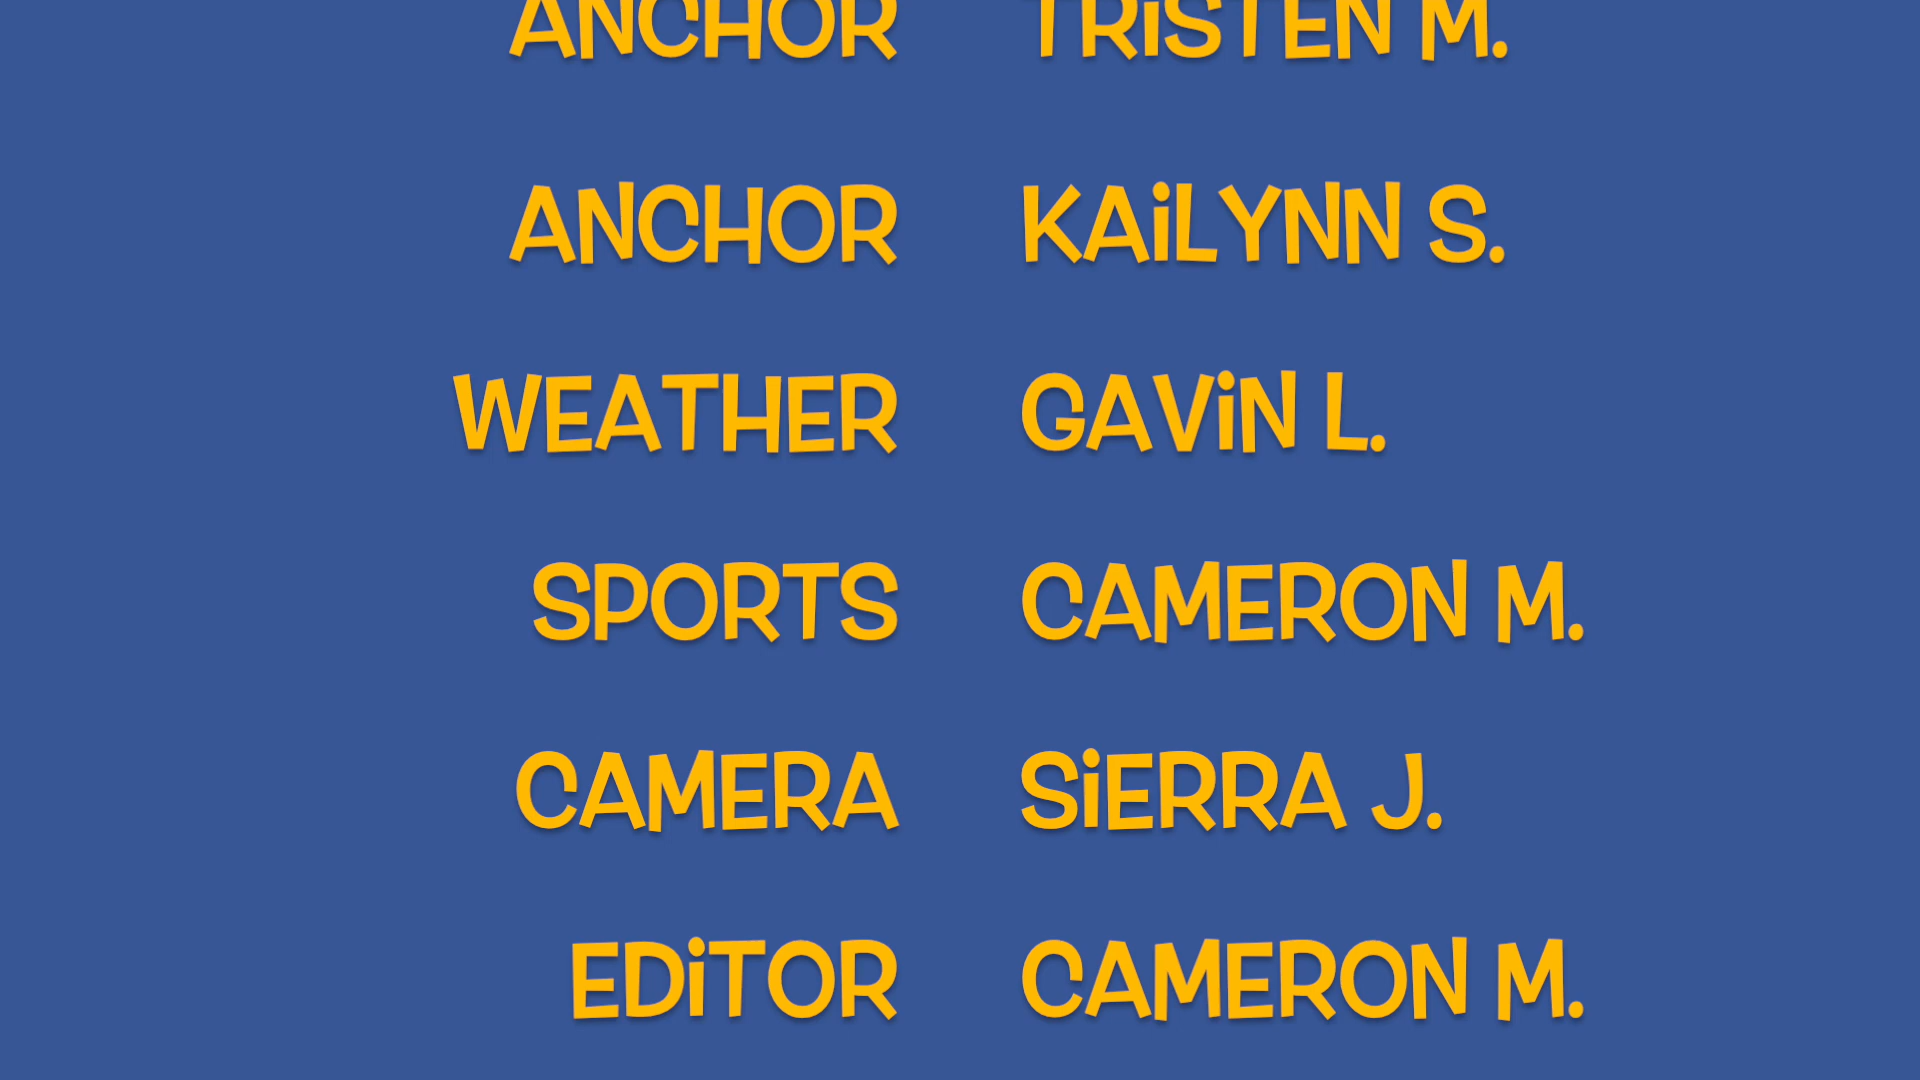 ANCHOR TRiSTEN M.
ANCHOR KAiLYNN S.
WEATHER GAViN L.
SPORTS CAMERON M.
CAMERA SiERRA J.
EDiTOR CAMERON M.